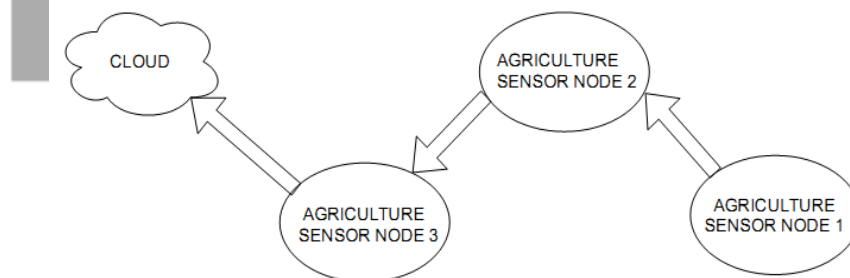 CLOUD
AGRICULTURE
SENSOR NODE 2
AGRICULTURE
SENSOR NODE 3
AGRICULTURE
SENSOR NODE 1